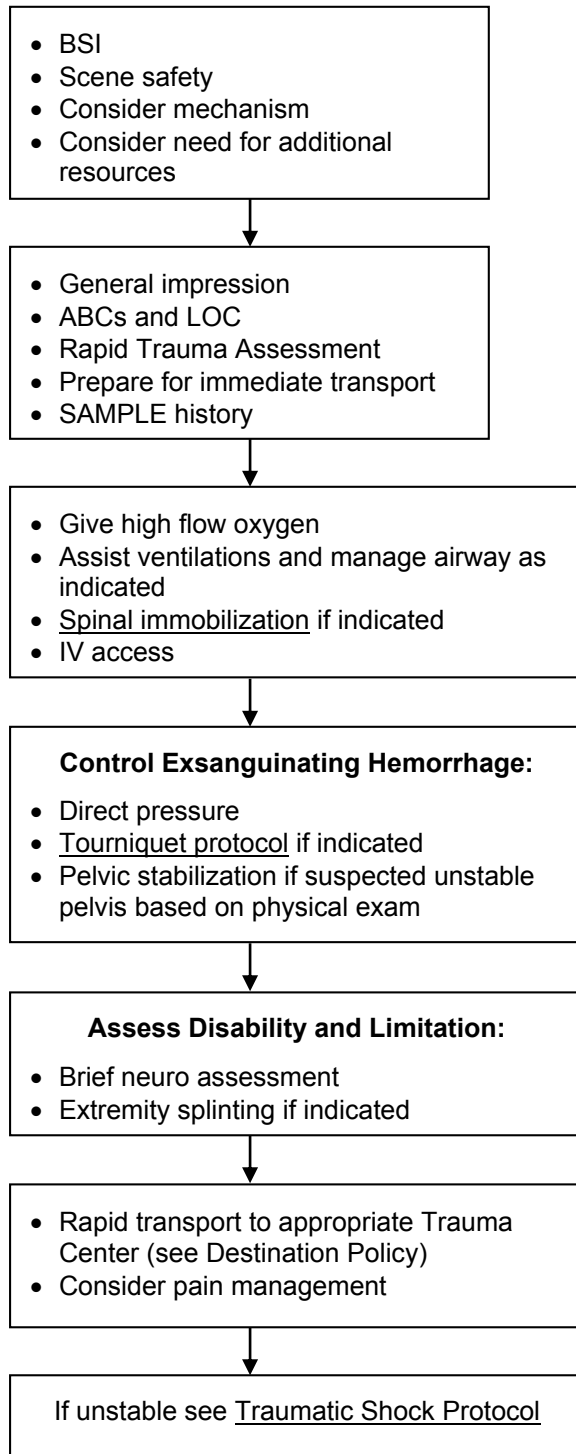 • BSI
• Scene safety
• Consider mechanism
• Consider need for additional
resources
• General impression
• ABCs and LOC
• Rapid Trauma Assessment
• Prepare for immediate transport
• SAMPLE history
• Give high flow oxygen
• Assist ventilations and manage airway as
indicated
• Spinal immobilization if indicated
• IV access
Control Exsanguinating Hemorrhage:
• Direct pressure
• Tourniquet protocol if indicated
• Pelvic stabilization if suspected unstable
pelvis based on physical exam
Assess Disability and Limitation:
• Brief neuro assessment
• Extremity splinting if indicated
• Rapid transport to appropriate Trauma
Center (see Destination Policy)
• Consider pain management
If unstable see Traumatic Shock Protocol